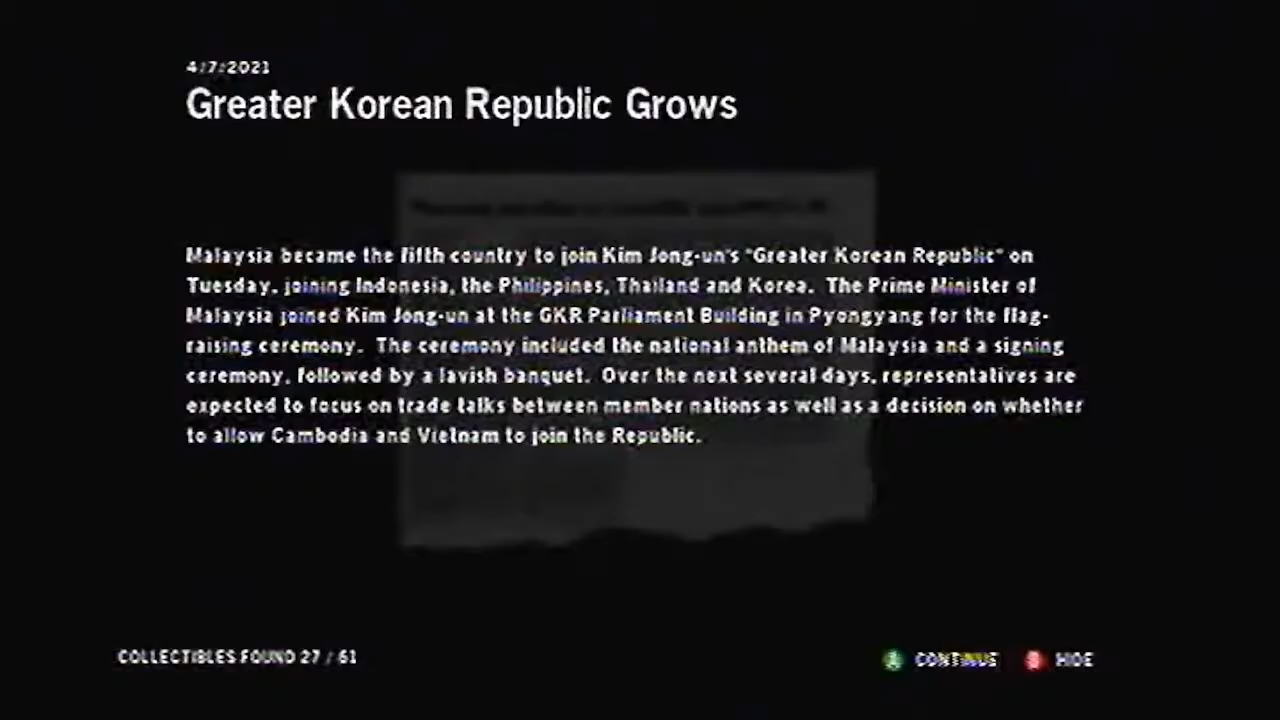 4/7/2021
Greater Korean Republic Grows
Malaysia became the fifth country to join Kim Jong-un's "Greater Korean Republic" on
Tuesday, joining Indonesia, the Philippines, Thailand and Korea.  The Prime Minister of
Malaysia joined Kim Jong-un at the GKR Parliament Building in Pyongyang for the flag-
raising ceremony.  The ceremony included the national anthem of Malaysia and a signing
ceremony, followed by a lavish banquet.  Over the next several days, representatives are
expected to focus on trade talks between member nations as well as a decision on whether
to allow Cambodia and Vietnam to join the Republic.
COLLECTIBLES FOUND 27 / 61
A CONTINUE B HIDE